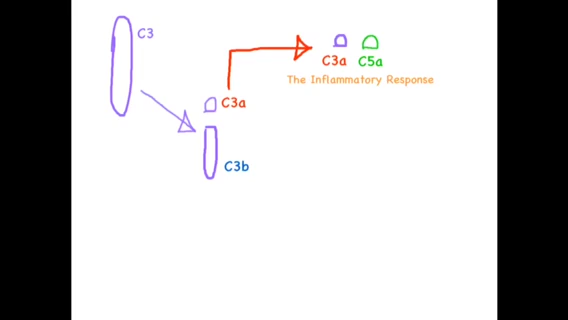 C3
C3a C5a
The Inflammatory Response
C3a
C3b